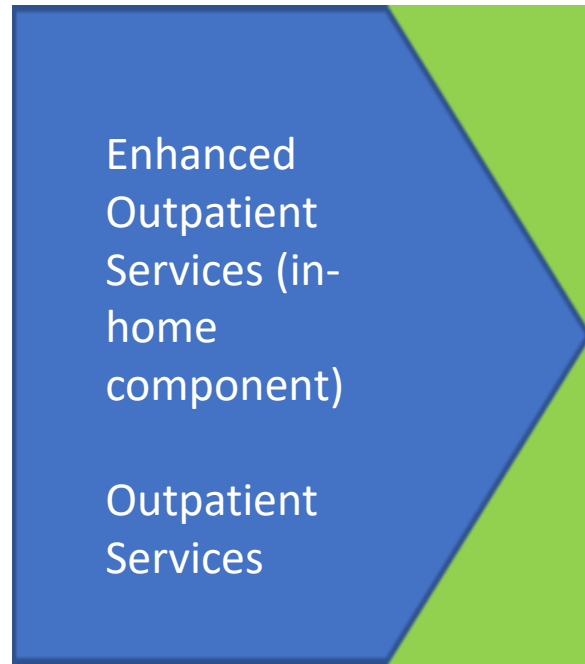 Enhanced
Outpatient
Services (in-
home
component)
Outpatient
Services